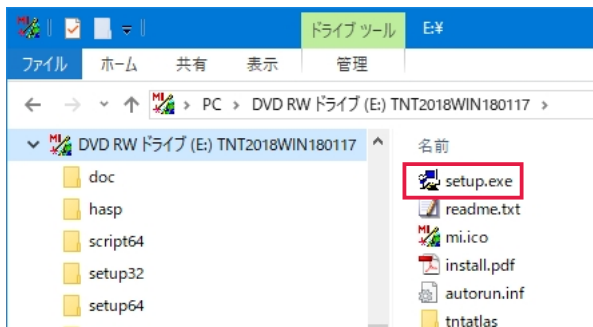 ドライブ ツール E:¥
ファイル ホーム 共有 表示 管理
PC › DVD RW ドライブ (E:) TNT2018WIN180117 ›
DVD RW ドライブ (E:) TNT2018WIN180117
doc
hasp
script64
setup32
setup64
名前
setup.exe
readme.txt
mi.ico
install.pdf
autorun.inf
tntatlas